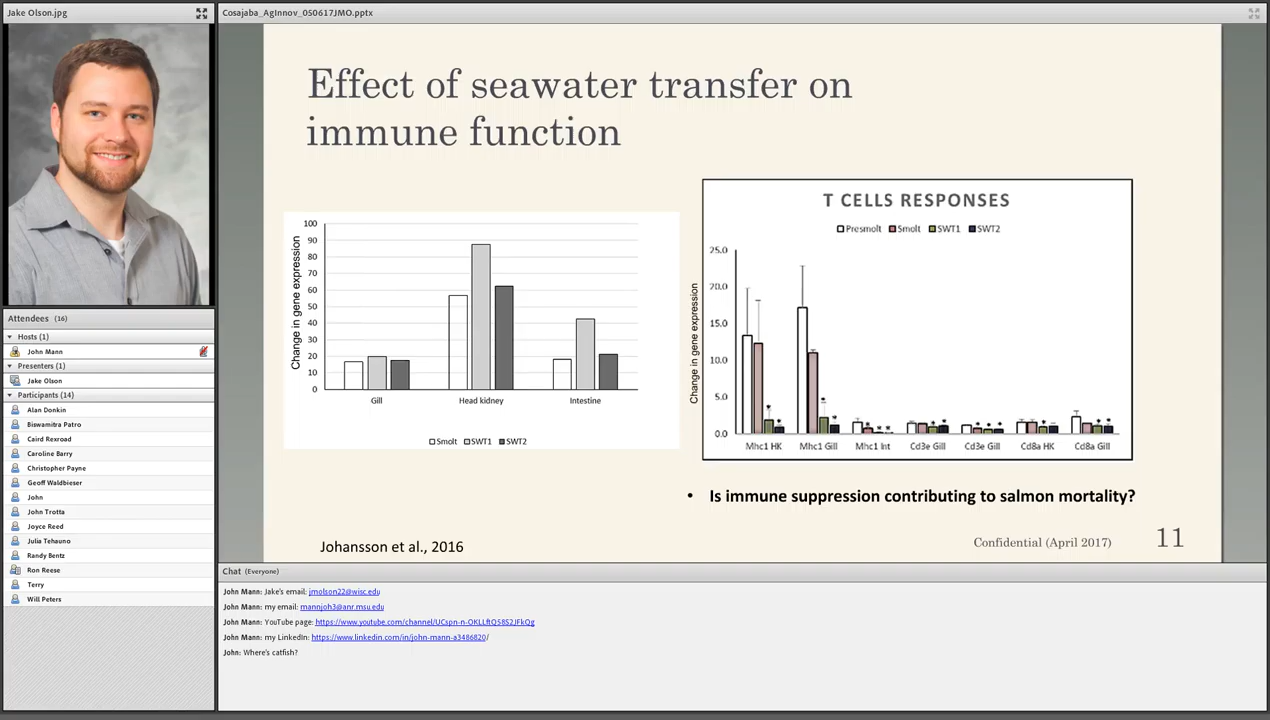 Jake Olson.jpg
Cosajaba_AgInnov_050617JMO.pptx
Attendees (16)
Hosts (1)
John Mann
Presenters (1)
Jake Olson
Participants (14)
Alan Donkin
Biswamitra Patro
Caird Rexroad
Caroline Barry
Christopher Payne
Geoff Waldbieser
John
John Trotta
Joyce Reed
Julia Tehauno
Randy Bentz
Ron Reese
Terry
Will Peters
Effect of seawater transfer on
immune function
Change in gene expression
100
90
80
70
60
50
40
30
20
10
0
Gill Head kidney Intestine
Smolt SWT1 SWT2
T CELLS RESPONSES
Presmolt Smolt SWT1 SWT2
Change in gene expression
25.0
20.0
15.0
10.0
5.0
0.0
Mhc1 HK Mhc1 Gill Mhc1 Int Cd3e Gill Cd3e Gill Cd8a HK Cd8a Gill
• Is immune suppression contributing to salmon mortality?
Johansson et al., 2016
Confidential (April 2017) 11
Chat (Everyone)
John Mann: Jake's email: jmolson22@wisc.edu
John Mann: my email: mannjoh3@anr.msu.edu
John Mann: YouTube page: https://www.youtube.com/channel/UCspn-n-OKLLftQ58S2JFkQg
John Mann: my LinkedIn: https://www.linkedin.com/in/john-mann-a3486820/
John: Where's catfish?